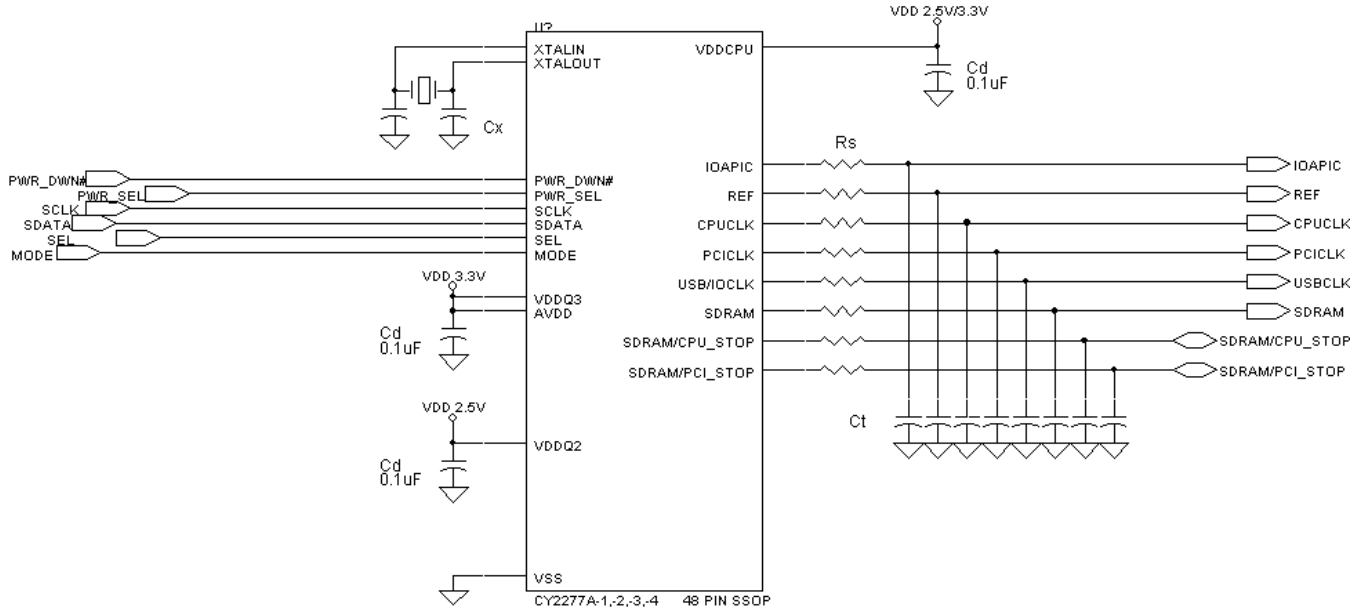 VDD 2.5V/3.3V
U?
XTALIN
XTALOUT
VDDCPU
Cd
0.1uF
Cx
Rs
IOAPIC
IOAPIC
PWR_DWN#
PWR_DWN#
PWR_SEL
PWR_SEL
REF
REF
SCLK
SCLK
SDATA
SDATA
CPUCLK
CPUCLK
SEL
SEL
MODE
MODE
PCICLK
PCICLK
VDD 3.3V
USB/IOCLK
USBCLK
VDDQ3
AVDD
SDRAM
SDRAM
Cd
0.1uF
SDRAM/CPU_STOP
SDRAM/CPU_STOP
SDRAM/PCI_STOP
SDRAM/PCI_STOP
VDD 2.5V
Ct
VDDQ2
Cd
0.1uF
VSS
CY2277A-1,-2,-3,-4 48 PIN SSOP